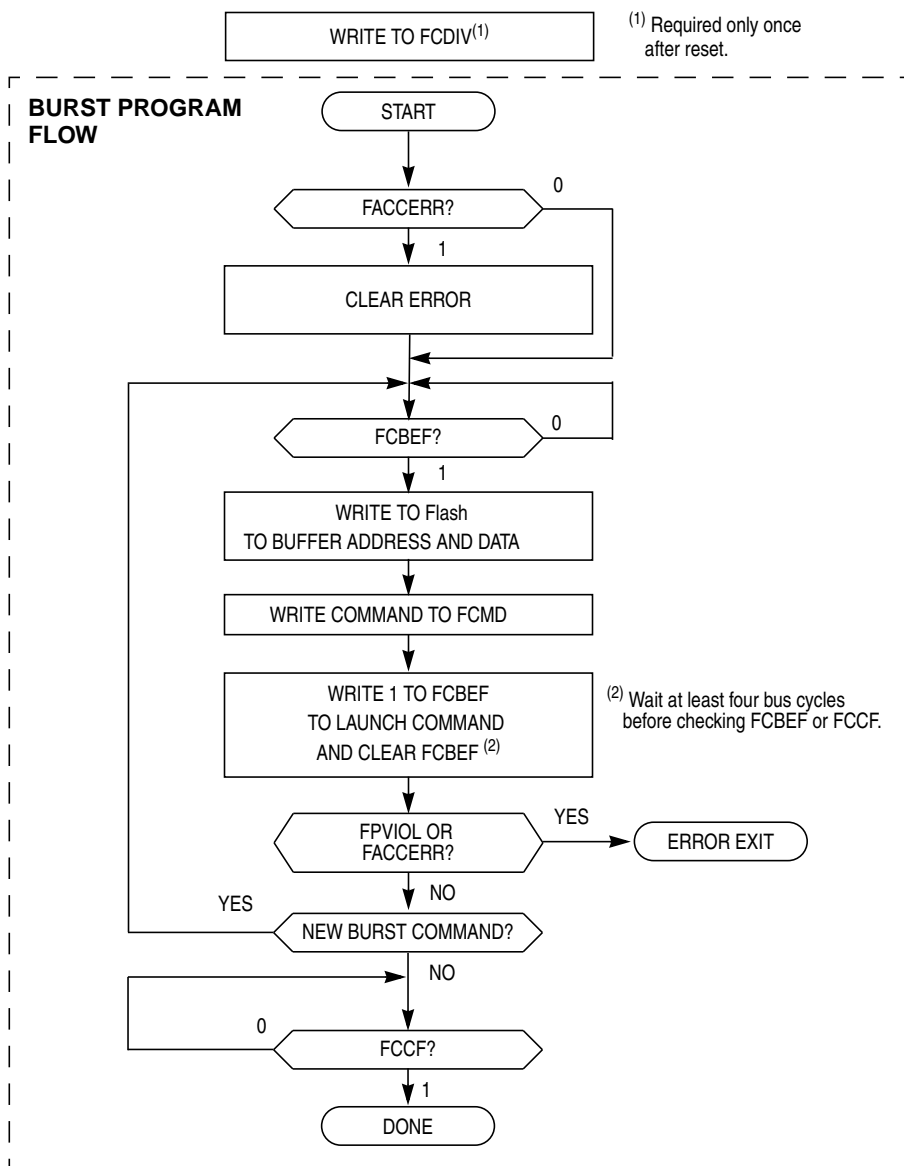 WRITE TO FCDIV(1)
(1) Required only once
after reset.
BURST PROGRAM
FLOW
START
FACCERR?
0
1
CLEAR ERROR
FCBEF?
0
1
WRITE TO Flash
TO BUFFER ADDRESS AND DATA
WRITE COMMAND TO FCMD
WRITE 1 TO FCBEF
TO LAUNCH COMMAND
AND CLEAR FCBEF (2)
(2) Wait at least four bus cycles
before checking FCBEF or FCCF.
FPVIOL OR
FACCERR?
YES
ERROR EXIT
NO
YES
NEW BURST COMMAND?
NO
0
FCCF?
1
DONE